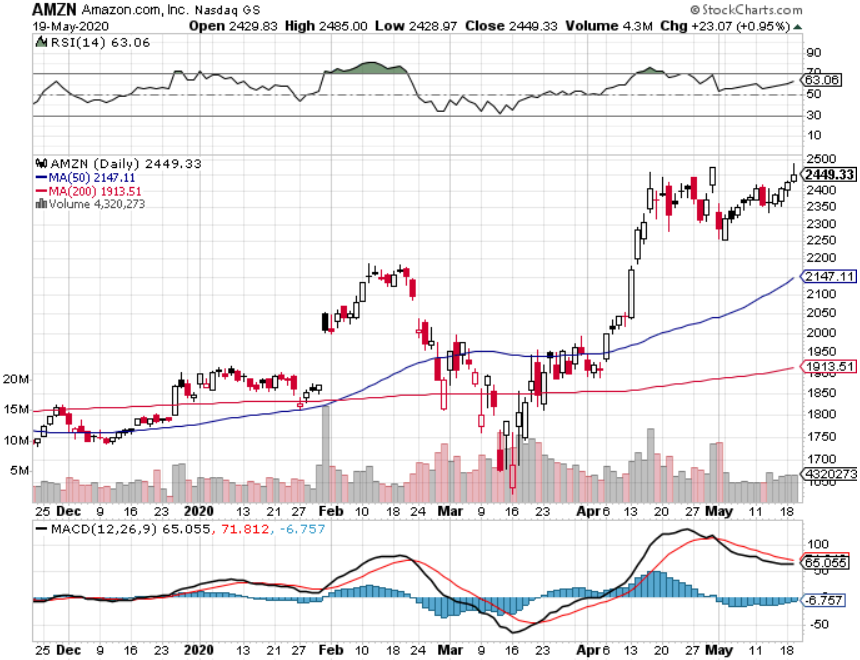 AMZN Amazon.com, Inc. Nasdaq GS © StockCharts.com
19-May-2020 Open 2429.83 High 2485.00 Low 2428.97 Close 2449.33 Volume 4.3M Chg +23.07 (+0.95%)
RSI(14) 63.06
90
70
63.06
50
30
10
AMZN (Daily) 2449.33
MA(50) 2147.11
MA(200) 1913.51
Volume 4,320,273
2500
2449.33
2400
2350
2300
2250
2200
2147.11
2100
2050
2000
1950
1913.51
1850
1800
1750
1700
4320273
20M
15M
10M
5M
25 Dec 9 16 23 2020 13 21 27 Feb 10 18 24 Mar 9 16 23 Apr 6 13 20 27 May 11 18
MACD(12,26,9) 65.055, 71.812, -6.757
100
65.055
-6.757
-50
25 Dec 9 16 23 2020 13 21 27 Feb 10 18 24 Mar 9 16 23 Apr 6 13 20 27 May 11 18